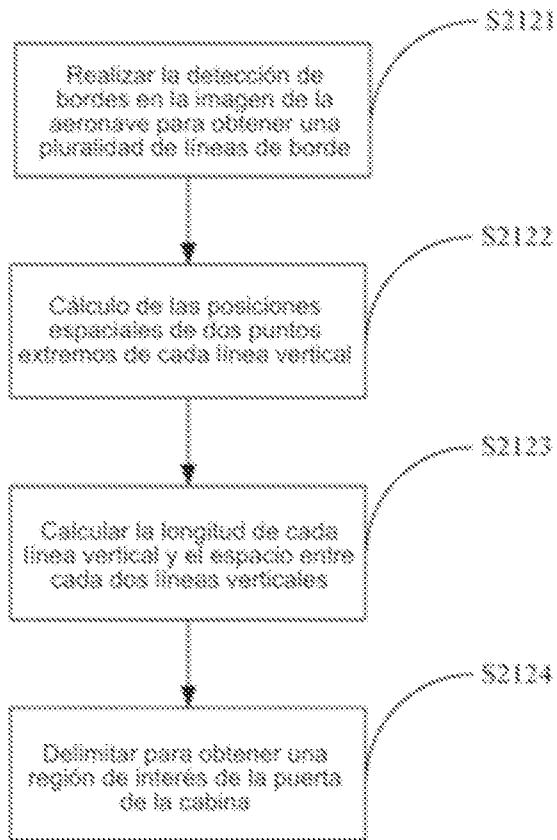 S2121
Realizar la detección de
bordes en la imagen de la
aeronave para obtener una
pluralidad de líneas de borde
S2122
Cálculo de las posiciones
espaciales de dos puntos
extremos de cada línea vertical
S2123
Calcular la longitud de cada
línea vertical y el espacio entre
cada dos líneas verticales
S2124
Delimitar para obtener una
región de interés de la puerta
de la cabina